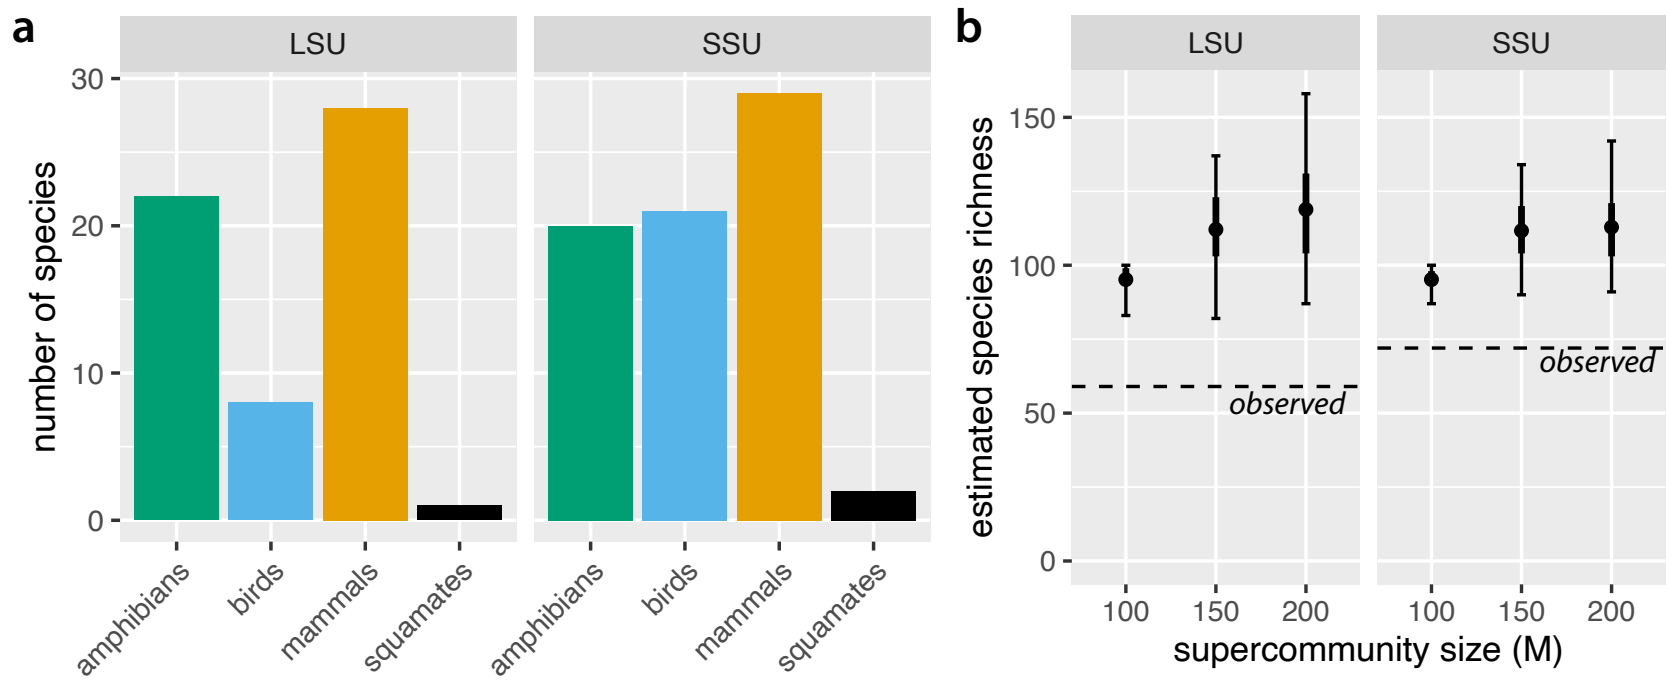 a
LSU
SSU
number of species
30
20
10
0
amphibians
birds
mammals
squamates
amphibians
birds
mammals
squamates
b
LSU
SSU
estimated species richness
150
100
50
0
observed
observed
100
150
200
100
150
200
supercommunity size (M)